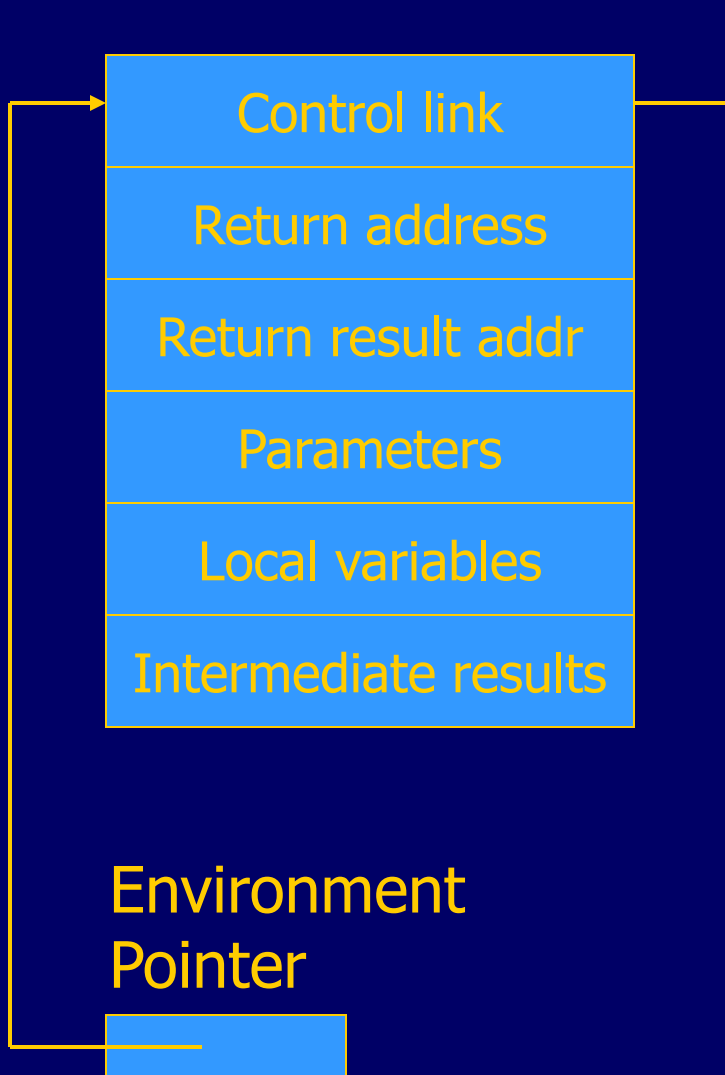 Control link
Return address
Return result addr
Parameters
Local variables
Intermediate results
Environment
Pointer